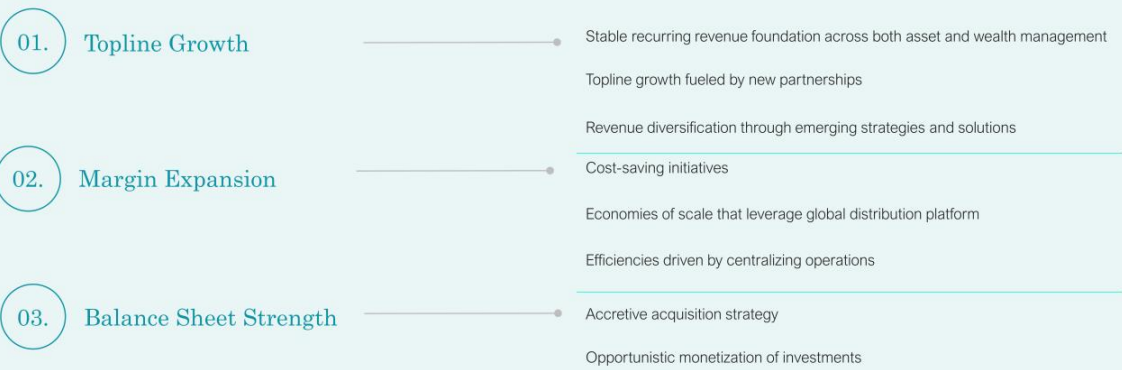 01. Topline Growth
Stable recurring revenue foundation across both asset and wealth management
Topline growth fueled by new partnerships
Revenue diversification through emerging strategies and solutions
02. Margin Expansion
Cost-saving initiatives
Economies of scale that leverage global distribution platform
Efficiencies driven by centralizing operations
03. Balance Sheet Strength
Accretive acquisition strategy
Opportunistic monetization of investments